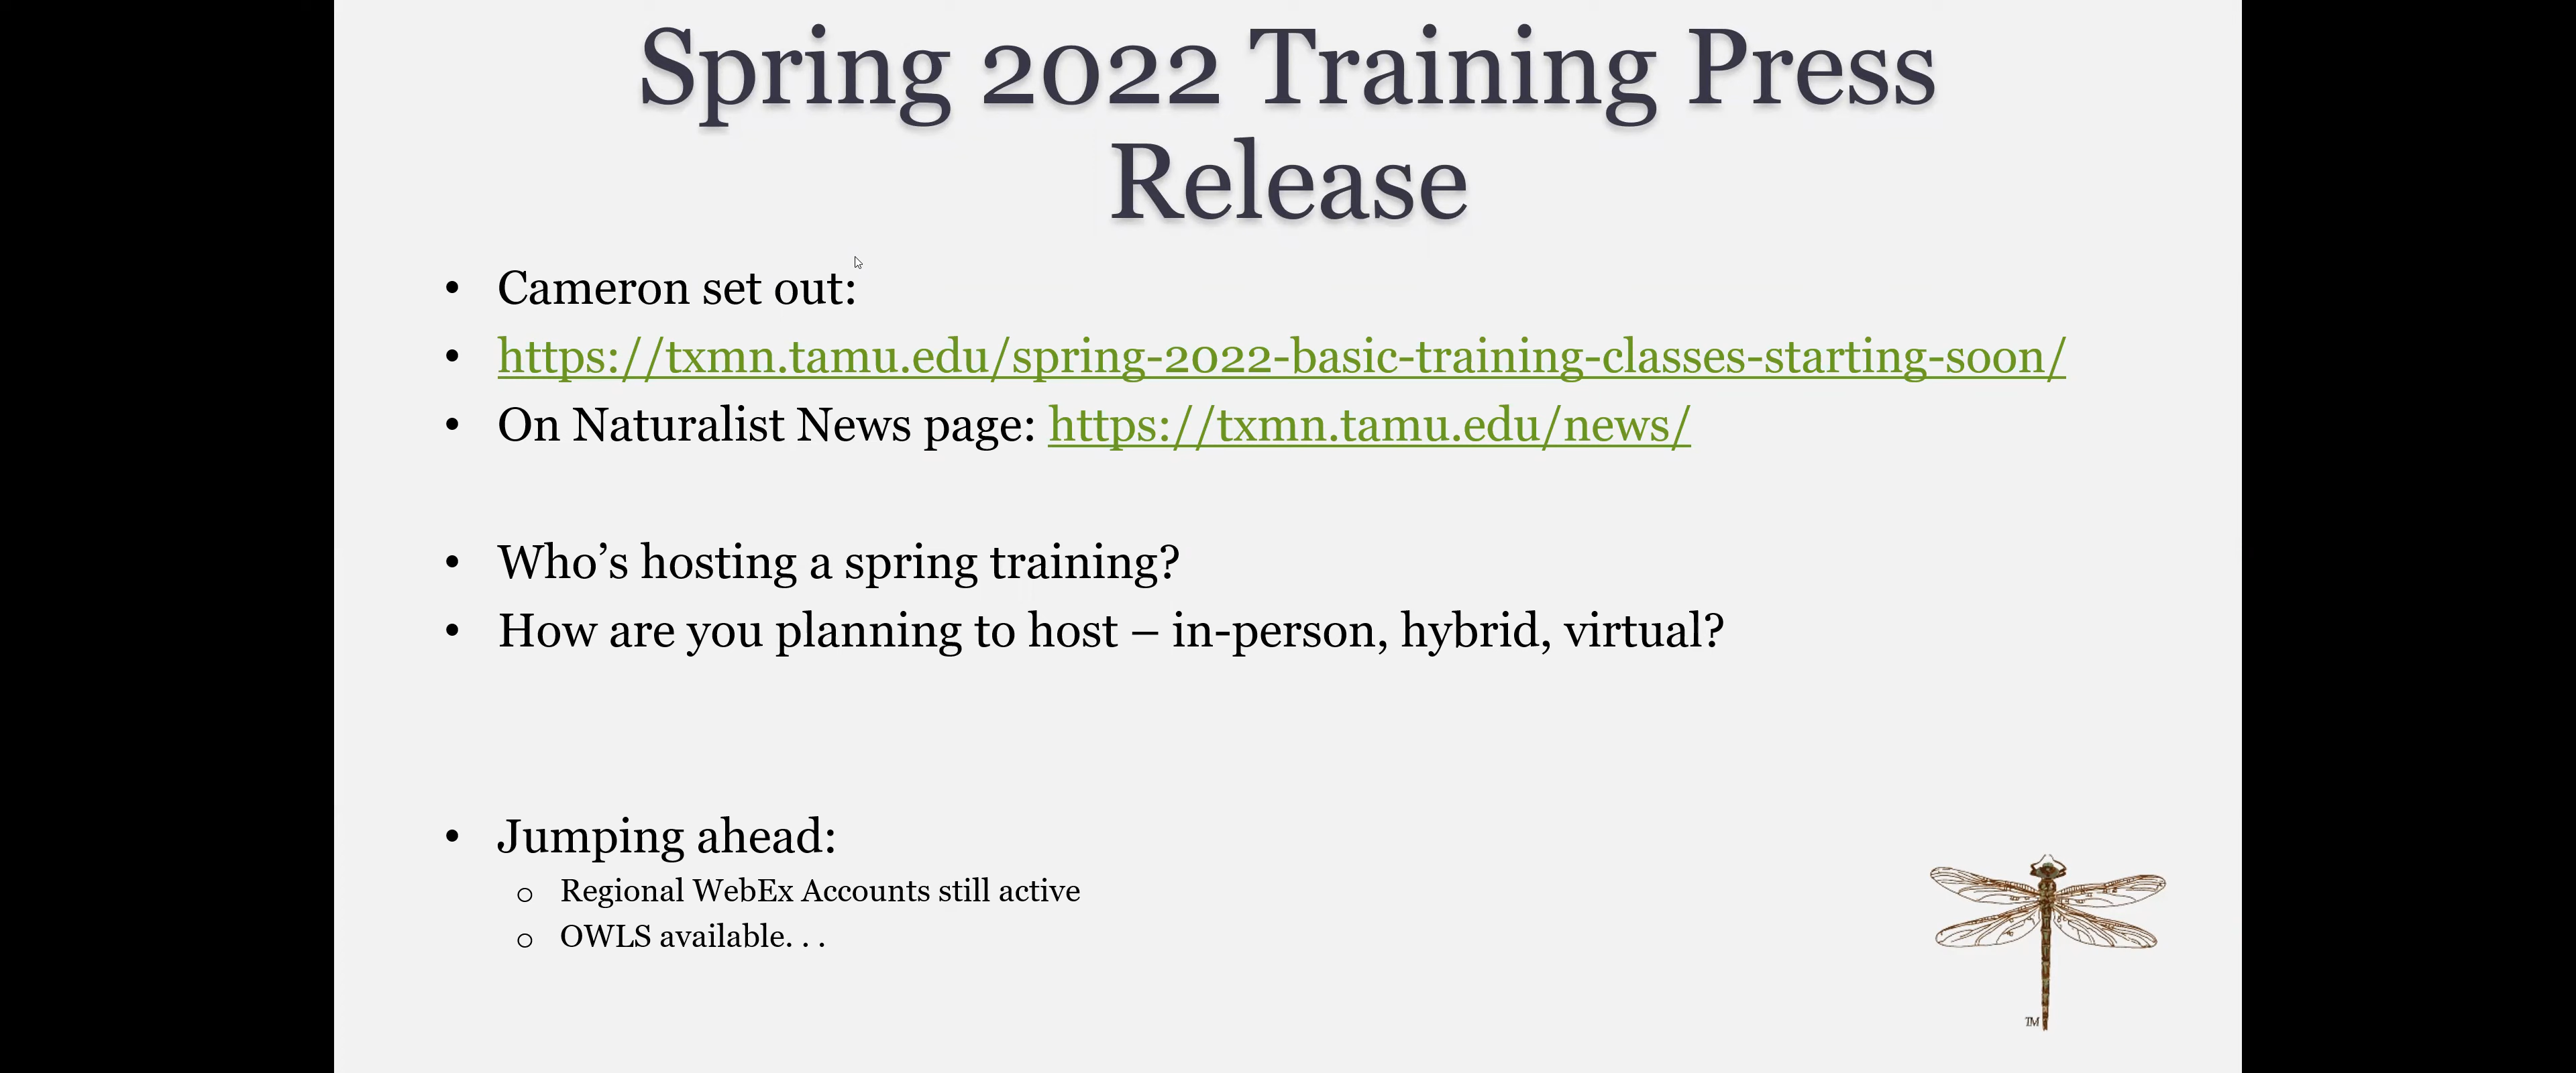 Spring 2022 Training Press
Release
• Cameron set out:
• https://txmn.tamu.edu/spring-2022-basic-training-classes-starting-soon/
• On Naturalist News page: https://txmn.tamu.edu/news/
• Who’s hosting a spring training?
• How are you planning to host – in-person, hybrid, virtual?
• Jumping ahead:
o Regional WebEx Accounts still active
o OWLS available. . .
TM